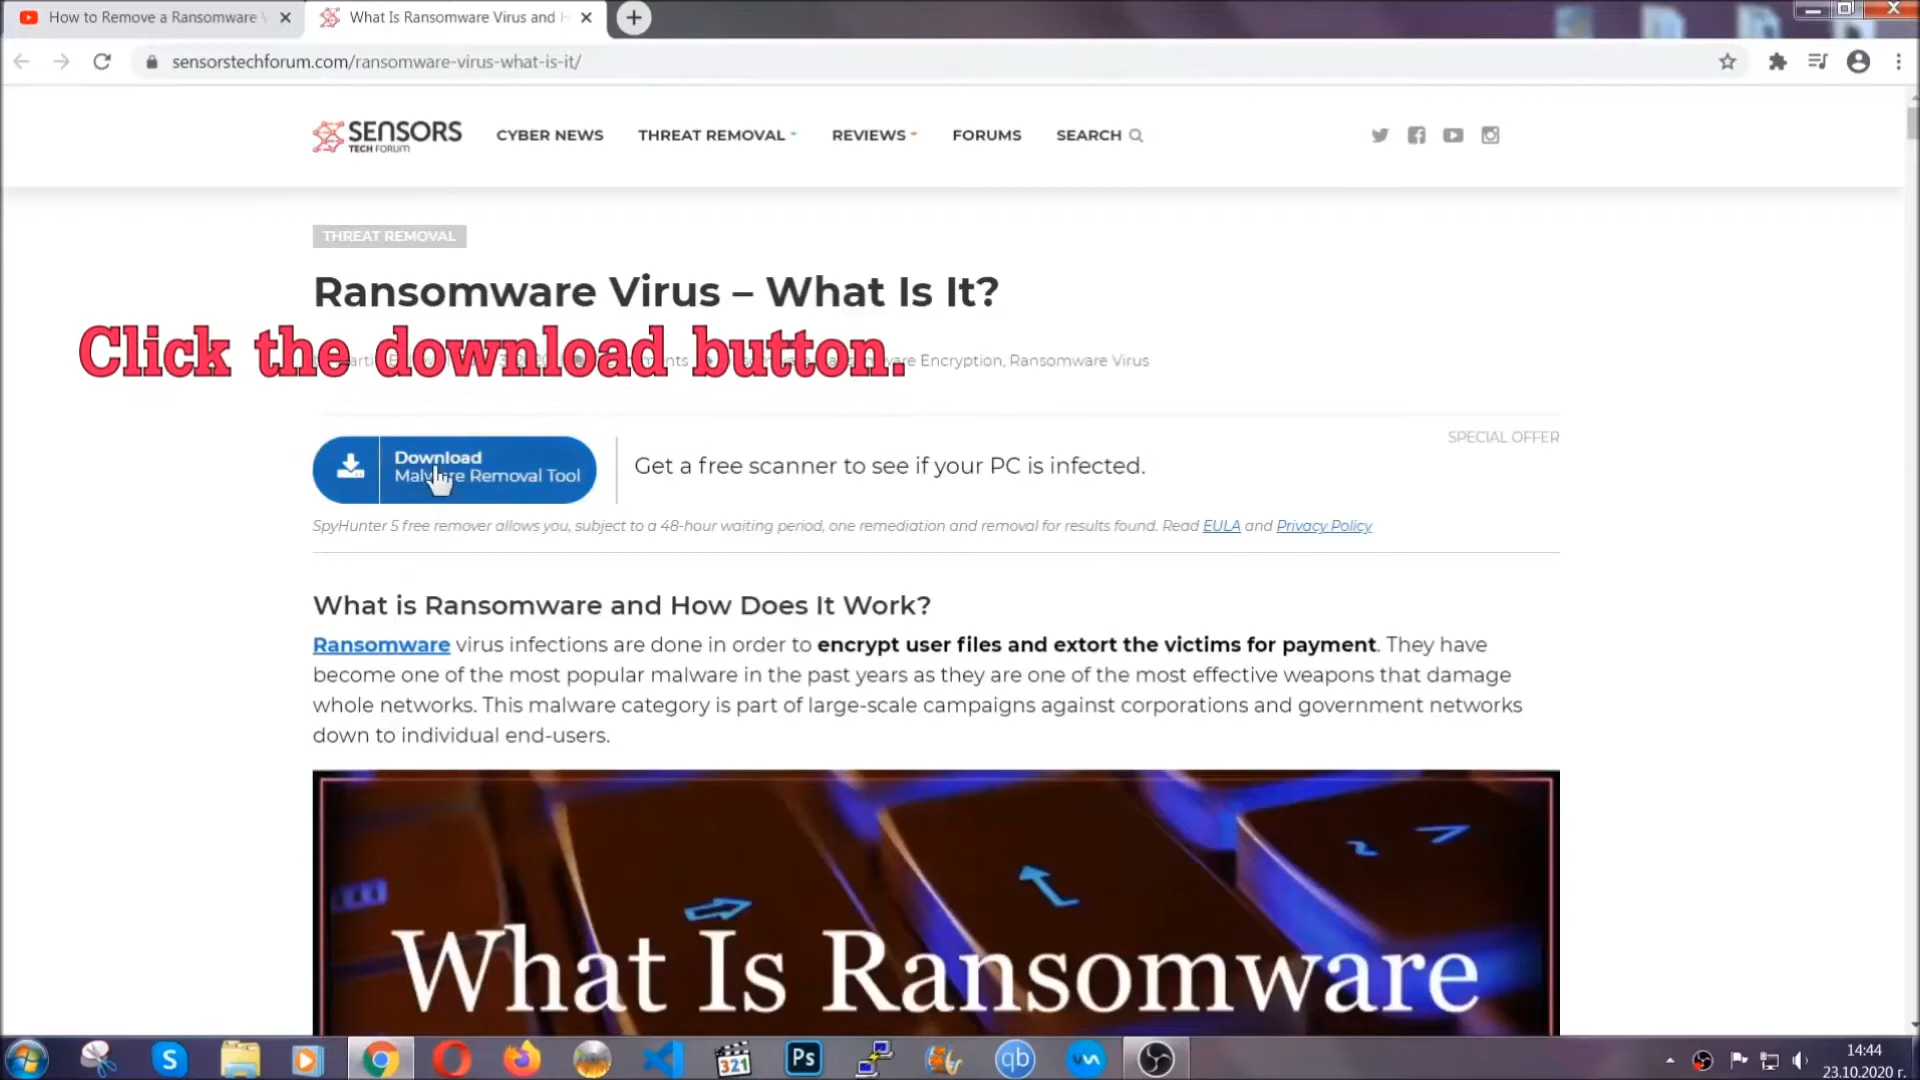 How to Remove a Ransomware
What Is Ransomware Virus and H
sensorstechforum.com/ransomware-virus-what-is-it/
SENSORS
TECH FORUM
CYBER NEWS
THREAT REMOVAL
REVIEWS
FORUMS
SEARCH
THREAT REMOVAL
Ransomware Virus – What Is It?
Click the download button.
Encryption, Ransomware Virus
SPECIAL OFFER
Download
Malware Removal Tool
Get a free scanner to see if your PC is infected.
SpyHunter 5 free remover allows you, subject to a 48-hour waiting period, one remediation and removal for results found. Read EULA and Privacy Policy
What is Ransomware and How Does It Work?
Ransomware virus infections are done in order to encrypt user files and extort the victims for payment. They have
become one of the most popular malware in the past years as they are one of the most effective weapons that damage
whole networks. This malware category is part of large-scale campaigns against corporations and government networks
down to individual end-users.
What Is Ransomware
S
321
Ps
qb
14:44
23.10.2020 г.